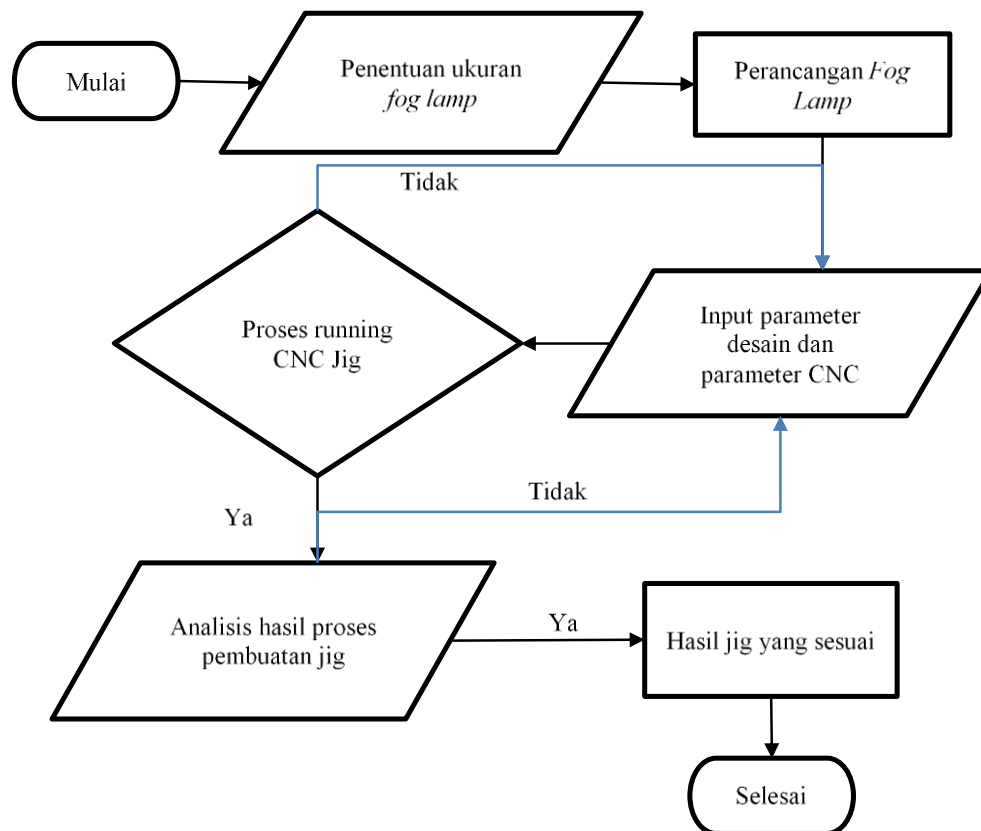 Mulai
Penentuan ukuran
fog lamp
Perancangan Fog
Lamp
Tidak
Proses running
CNC Jig
Input parameter
desain dan
parameter CNC
Tidak
Ya
Analisis hasil proses
pembuatan jig
Ya
Hasil jig yang sesuai
Selesai